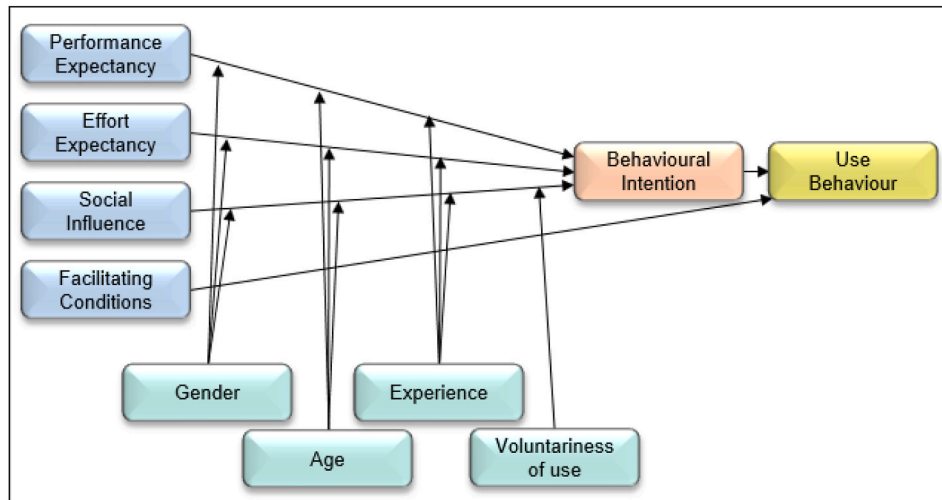 Performance
Expectancy
Effort
Expectancy
Social
Influence
Facilitating
Conditions
Behavioural
Intention
Use
Behaviour
Gender
Experience
Age
Voluntariness
of use